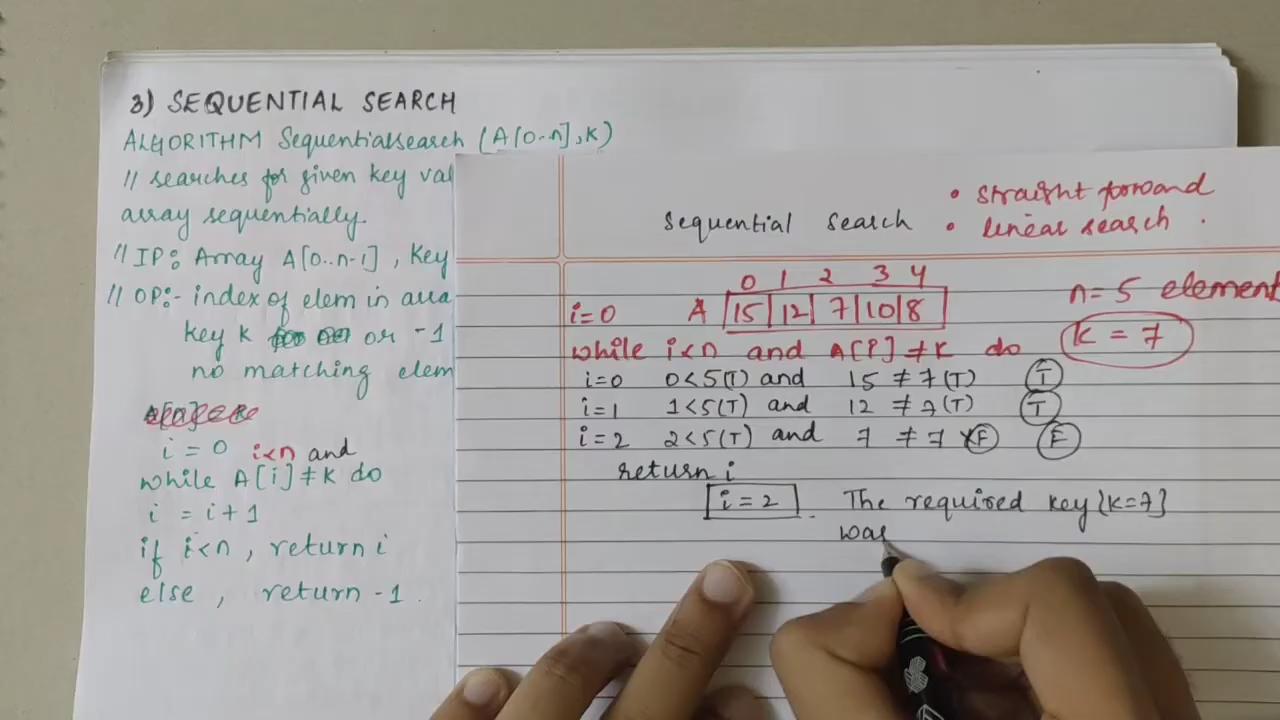 3) SEQUENTIAL SEARCH
ALGORITHM Sequentialsearch (A[0..n], K)
// searches for given key val
array sequentially.
// IP: Array A[0..n-1], Key
// OP:- index of elem in arra
key K or -1
no matching elem
i = 0 i<n and
while A[i] ≠ K do
i = i+1
if i<n, return i
else, return -1.
sequential search
• straight forword
• linear search.
0 1 2 3 4
i=0 A 15 12 7 10 8
n=5 element
while i<n and A[i] ≠ K do
K = 7
i=0 0<5(T) and 15 ≠ 7(T) T
i=1 1<5(T) and 12 ≠ 7(T) T
i=2 2<5(T) and 7 ≠ 7 F F
return i
i=2. The required key {K=7}
was